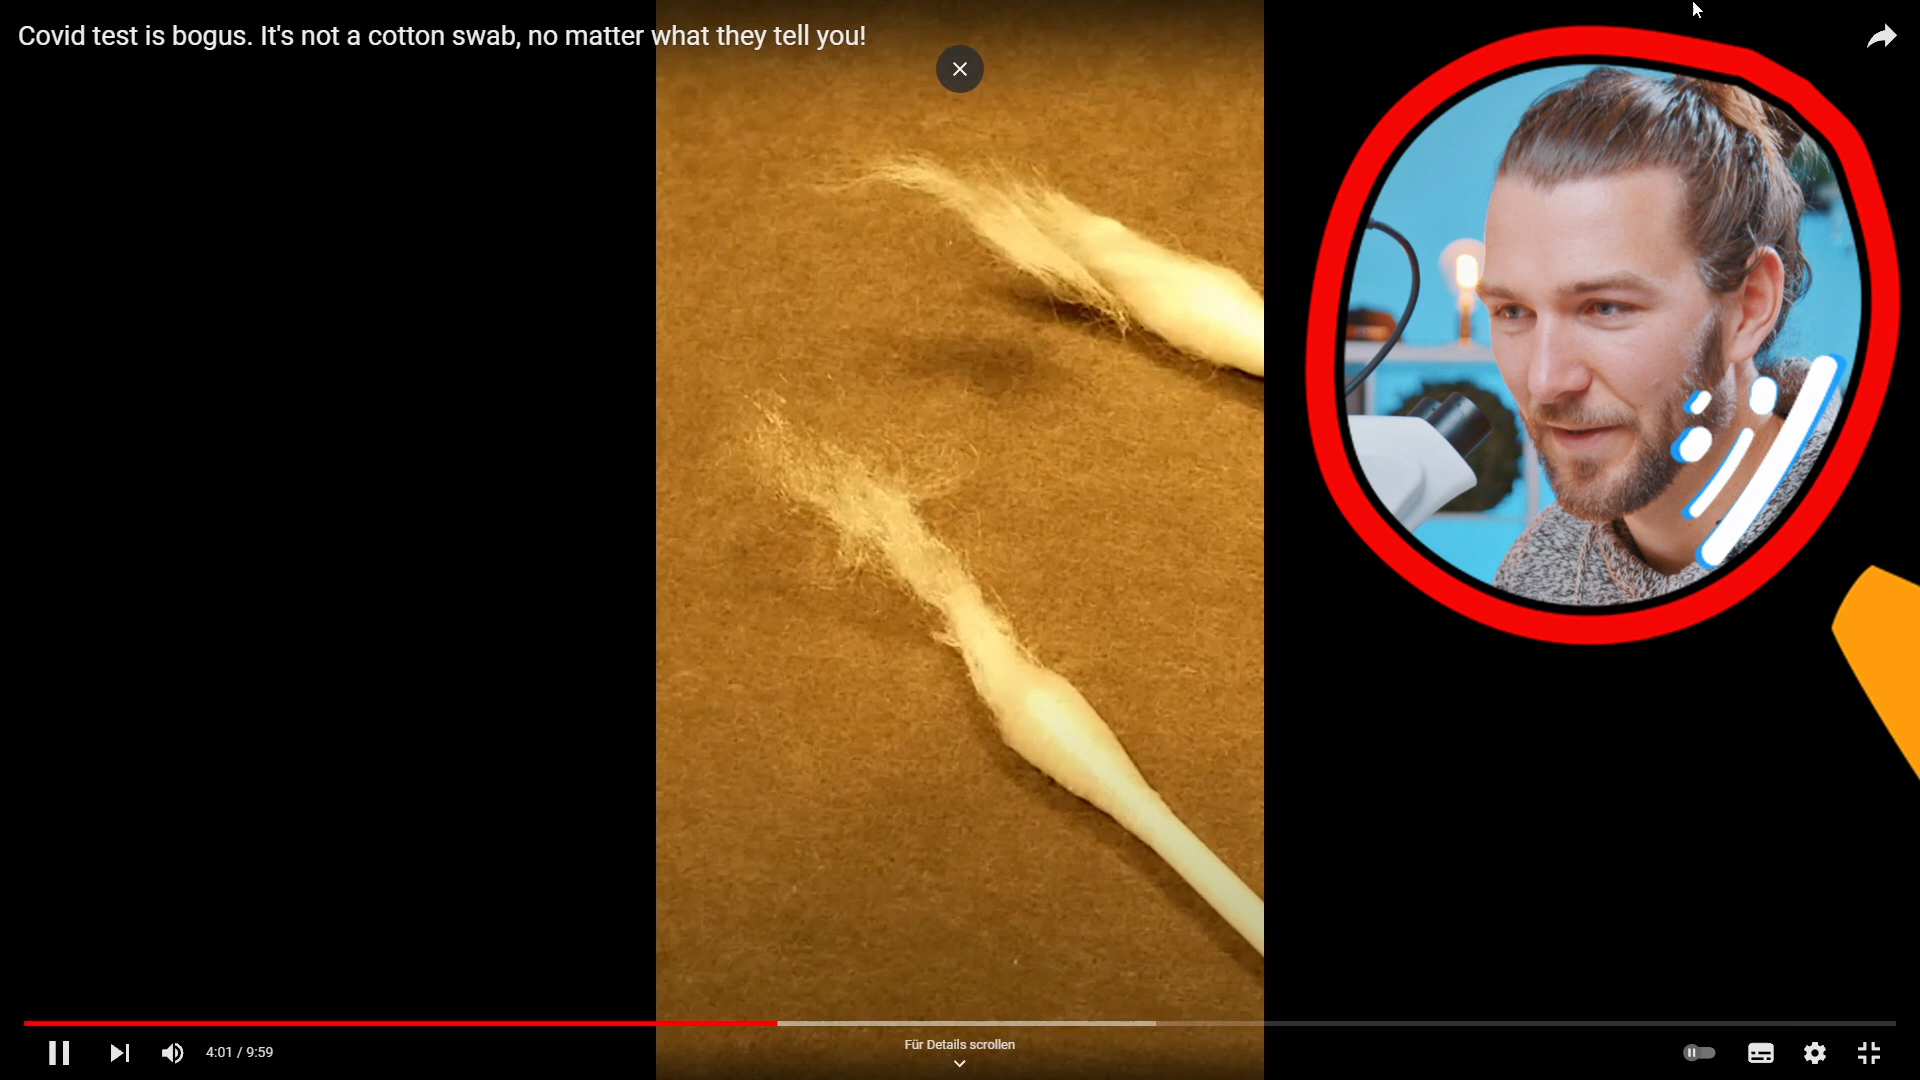 Covid test is bogus. It's not a cotton swab, no matter what they tell you!
4:01 / 9:59
Für Details scrollen